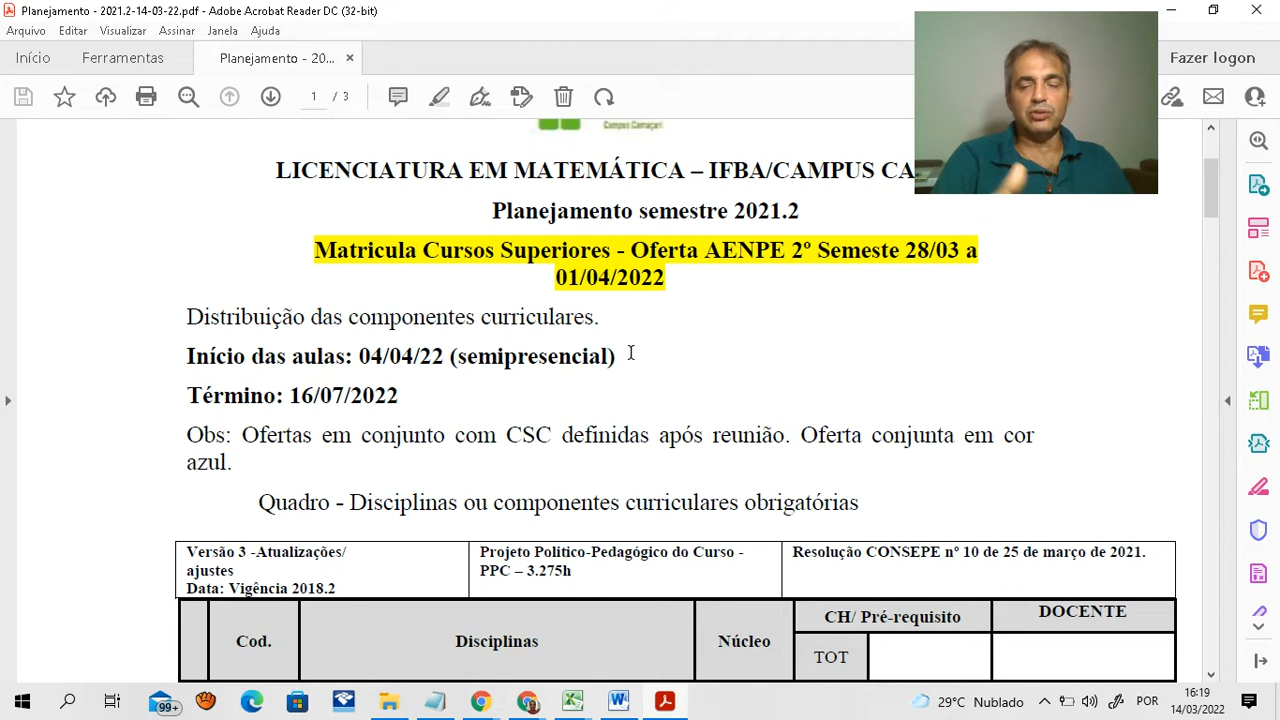 Planejamento - 2021.2-14-03-22.pdf - Adobe Acrobat Reader DC (32-bit)
Arquivo Editar Visualizar Assinar Janela Ajuda
Início Ferramentas Planejamento - 20... × Fazer logon
1 / 3
Campus Camaçari
LICENCIATURA EM MATEMÁTICA – IFBA/CAMPUS CA
Planejamento semestre 2021.2
Matricula Cursos Superiores - Oferta AENPE 2º Semeste 28/03 a
01/04/2022
Distribuição das componentes curriculares.
Início das aulas: 04/04/22 (semipresencial)
Término: 16/07/2022
Obs: Ofertas em conjunto com CSC definidas após reunião. Oferta conjunta em cor
azul.
Quadro - Disciplinas ou componentes curriculares obrigatórias
Versão 3 -Atualizações/
ajustes
Data: Vigência 2018.2
Projeto Político-Pedagógico do Curso -
PPC – 3.275h
Resolução CONSEPE nº 10 de 25 de março de 2021.
Cod. Disciplinas Núcleo CH/ Pré-requisito DOCENTE
TOT
99+
29°C Nublado POR 16:19
14/03/2022